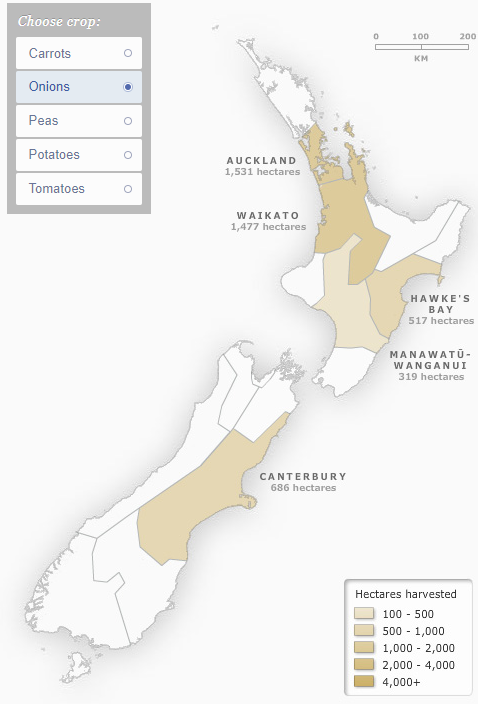 Choose crop:
Carrots
Onions
Peas
Potatoes
Tomatoes
0 100 200
KM
AUCKLAND
1,531 hectares
WAIKATO
1,477 hectares
HAWKE'S
BAY
517 hectares
MANAWATŪ-
WANGANUI
319 hectares
CANTERBURY
686 hectares
Hectares harvested
100 - 500
500 - 1,000
1,000 - 2,000
2,000 - 4,000
4,000+